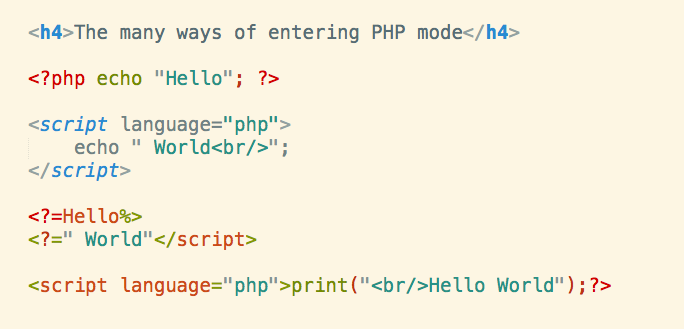 <h4>The many ways of entering PHP mode</h4>
<?php echo "Hello"; ?>
<script language="php">
echo " World<br/>";
</script>
<?=Hello%>
<?=" World"</script>
<script language="php">print("<br/>Hello World");?>